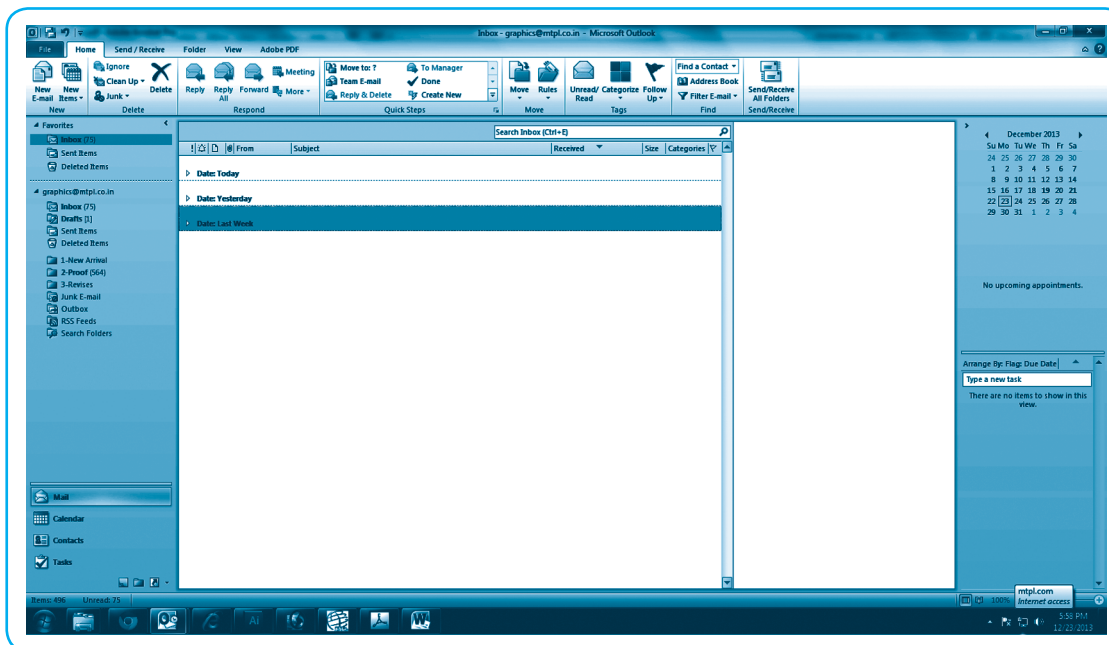 Inbox - graphics@mtpl.co.in - Microsoft Outlook
File Home Send / Receive Folder View Adobe PDF
New E-mail
New Items
New
Ignore
Clean Up
Junk
Delete
Delete
Reply
Reply All
Forward
Meeting
More
Respond
Move to: ?
Team E-mail
Reply & Delete
To Manager
Done
Create New
Quick Steps
Move
Rules
Move
Unread/ Read
Categorize
Follow Up
Tags
Find a Contact
Address Book
Filter E-mail
Find
Send/Receive All Folders
Send/Receive
Favorites
Inbox (75)
Sent Items
Deleted Items
graphics@mtpl.co.in
Inbox (75)
Drafts [1]
Sent Items
Deleted Items
1-New Arrival
2-Proof (564)
3-Revises
Junk E-mail
Outbox
RSS Feeds
Search Folders
Mail
Calendar
Contacts
Tasks
Search Inbox (Ctrl+E)
From Subject Received Size Categories
Date: Today
Date: Yesterday
Date: Last Week
December 2013
Su Mo Tu We Th Fr Sa
24 25 26 27 28 29 30
1 2 3 4 5 6 7
8 9 10 11 12 13 14
15 16 17 18 19 20 21
22 23 24 25 26 27 28
29 30 31 1 2 3 4
No upcoming appointments.
Arrange By: Flag: Due Date
Type a new task
There are no items to show in this
view.
Items: 496 Unread: 75
100%
mtpl.com
Internet access
Ai
5:55 PM
12/23/2013